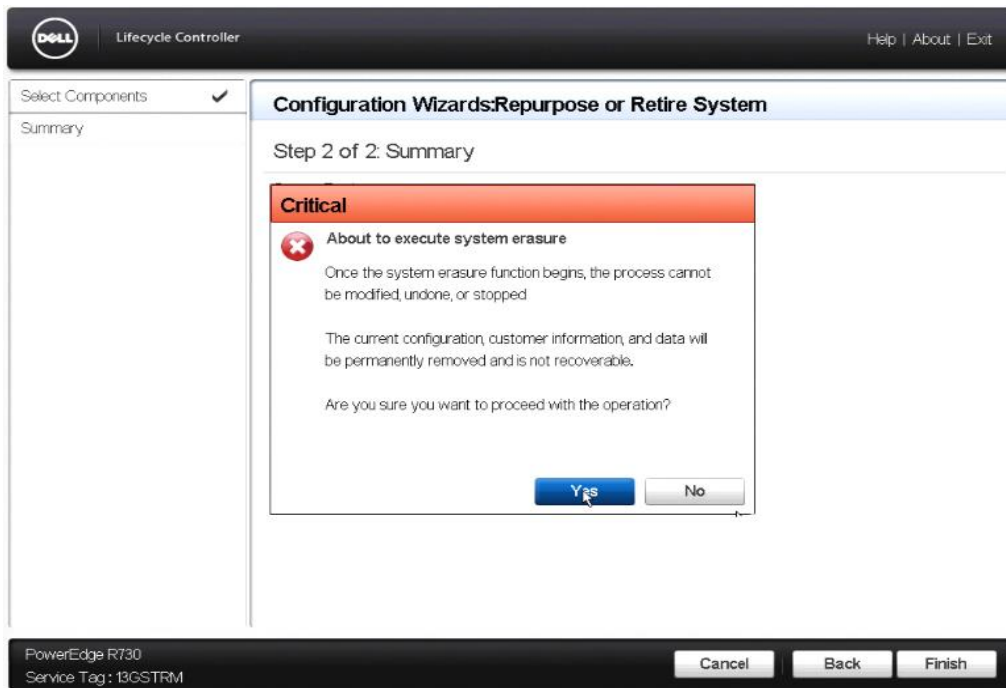 DELL
Lifecycle Controller
Help | About | Exit
Select Components
Summary
Configuration Wizards:Repurpose or Retire System
Step 2 of 2: Summary
Critical
About to execute system erasure
Once the system erasure function begins, the process cannot
be modified, undone, or stopped
The current configuration, customer information, and data will
be permanently removed and is not recoverable.
Are you sure you want to proceed with the operation?
Yes
No
PowerEdge R730
Service Tag : 13GSTRM
Cancel
Back
Finish